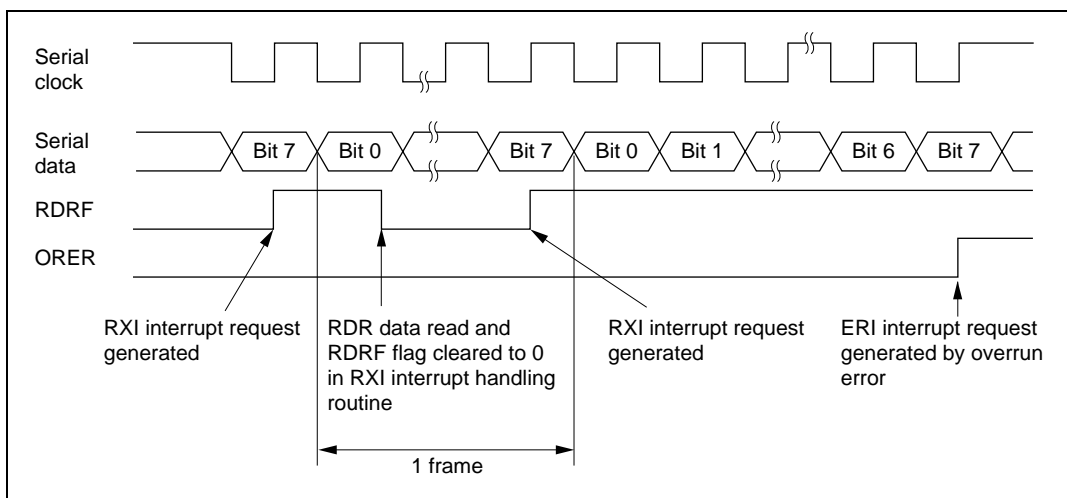 Serial
clock
Serial
data
Bit 7
Bit 0
Bit 7
Bit 0
Bit 1
Bit 6
Bit 7
RDRF
ORER
RXI interrupt request
generated
RDR data read and
RDRF flag cleared to 0
in RXI interrupt handling
routine
RXI interrupt request
generated
ERI interrupt request
generated by overrun
error
1 frame